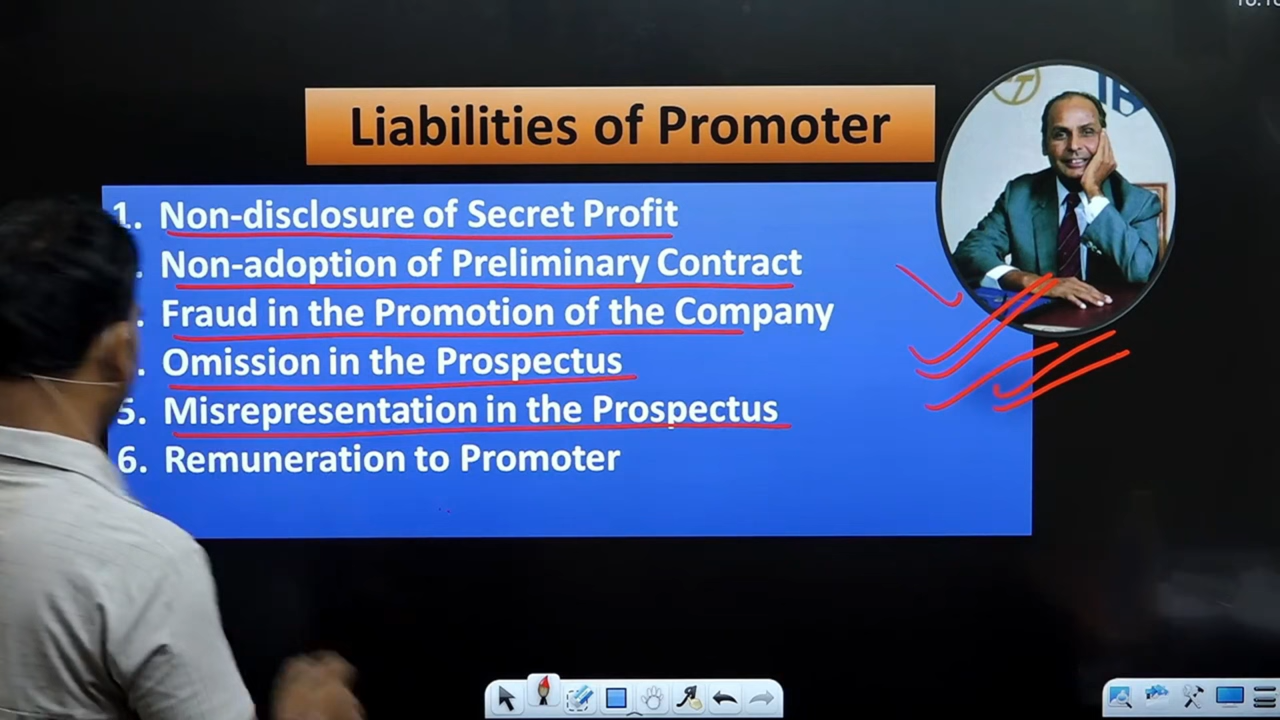 Liabilities of Promoter
1. Non-disclosure of Secret Profit
. Non-adoption of Preliminary Contract
. Fraud in the Promotion of the Company
. Omission in the Prospectus
5. Misrepresentation in the Prospectus
6. Remuneration to Promoter